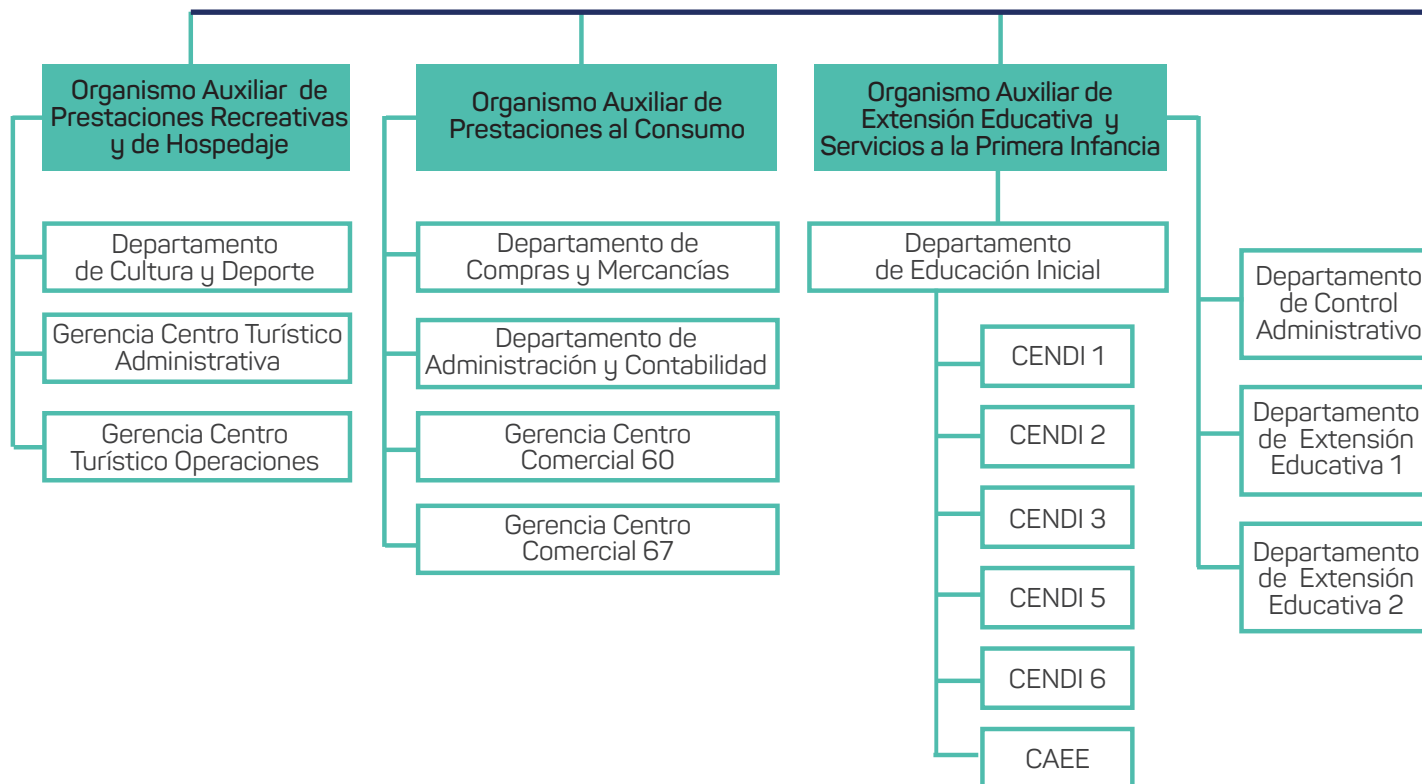 Organismo Auxiliar de
Prestaciones Recreativas
y de Hospedaje
Departamento
de Cultura y Deporte
Gerencia Centro Turístico
Administrativa
Gerencia Centro
Turístico Operaciones
Organismo Auxiliar de
Prestaciones al Consumo
Departamento de
Compras y Mercancías
Departamento de
Administración y Contabilidad
Gerencia Centro
Comercial 60
Gerencia Centro
Comercial 67
Organismo Auxiliar de
Extensión Educativa y
Servicios a la Primera Infancia
Departamento
de Educación Inicial
CENDI 1
CENDI 2
CENDI 3
CENDI 5
CENDI 6
CAEE
Departamento
de Control
Administrativo
Departamento
de Extensión
Educativa 1
Departamento
de Extensión
Educativa 2